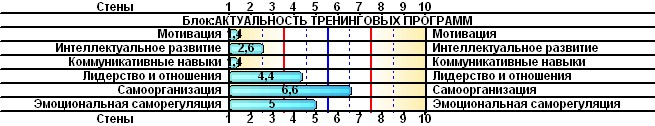 Стены 1 2 3 4 5 6 7 8 9 10 Стены
Блок:АКТУАЛЬНОСТЬ ТРЕНИНГОВЫХ ПРОГРАММ
Мотивация 1,4 Мотивация
Интеллектуальное развитие 2,6 Интеллектуальное развитие
Коммуникативные навыки 1,4 Коммуникативные навыки
Лидерство и отношения 4,4 Лидерство и отношения
Самоорганизация 6,6 Самоорганизация
Эмоциональная саморегуляция 5 Эмоциональная саморегуляция
Стены 1 2 3 4 5 6 7 8 9 10 Стены